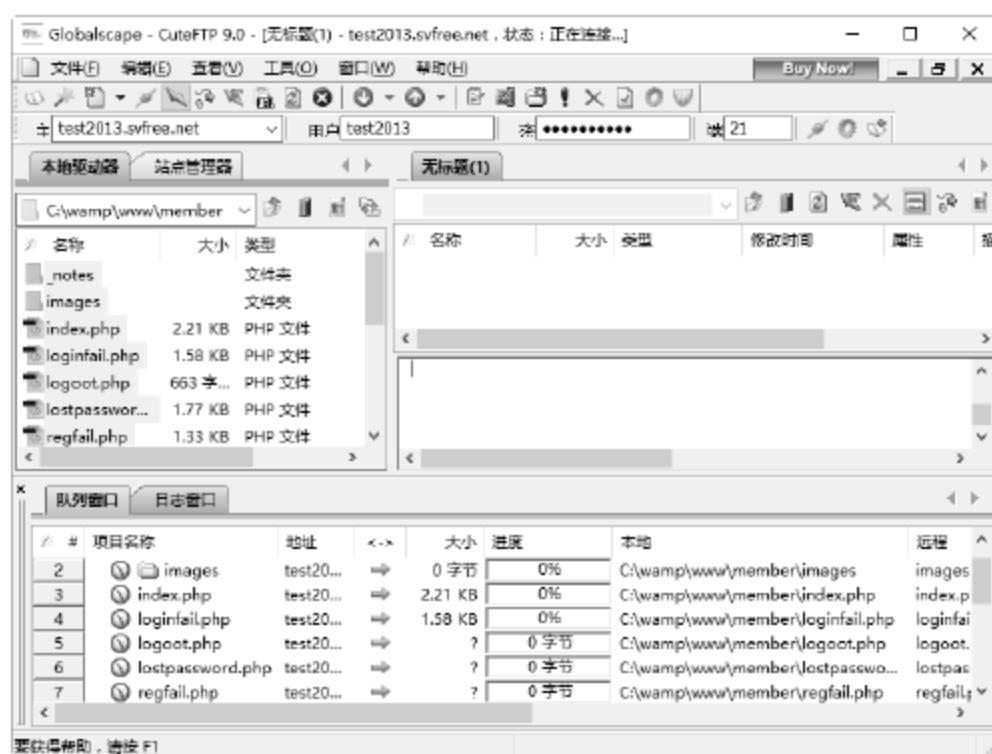 Globalscape - CuteFTP 9.0 - [无标题(1) - test2013.svfree.net，状态：正在连接...]
文件(F) 编辑(E) 查看(V) 工具(O) 窗口(W) 帮助(H) Buy Now!
test2013.svfree.net 用户 test2013 •••••••••• 21
本地驱动器 站点管理器 无标题(1)
C:\wamp\www\member
名称 大小 类型 名称 大小 类型 修改时间 属性
_notes 文件夹
images 文件夹
index.php 2.21 KB PHP 文件
loginfail.php 1.58 KB PHP 文件
logoot.php 663 字... PHP 文件
lostpasswor... 1.77 KB PHP 文件
regfail.php 1.33 KB PHP 文件
队列窗口 日志窗口
# 项目名称 地址 <-> 大小 进度 本地 远程
2 images test20... 0 字节 0% C:\wamp\www\member\images images
3 index.php test20... 2.21 KB 0% C:\wamp\www\member\index.php index.p
4 loginfail.php test20... 1.58 KB 0% C:\wamp\www\member\loginfail.php loginfai
5 logoot.php test20... ? 0 字节 C:\wamp\www\member\logoot.php logoot.
6 lostpassword.php test20... ? 0 字节 C:\wamp\www\member\lostpasswo... lostpas
7 regfail.php test20... ? 0 字节 C:\wamp\www\member\regfail.php regfail.
要获得帮助，请按 F1